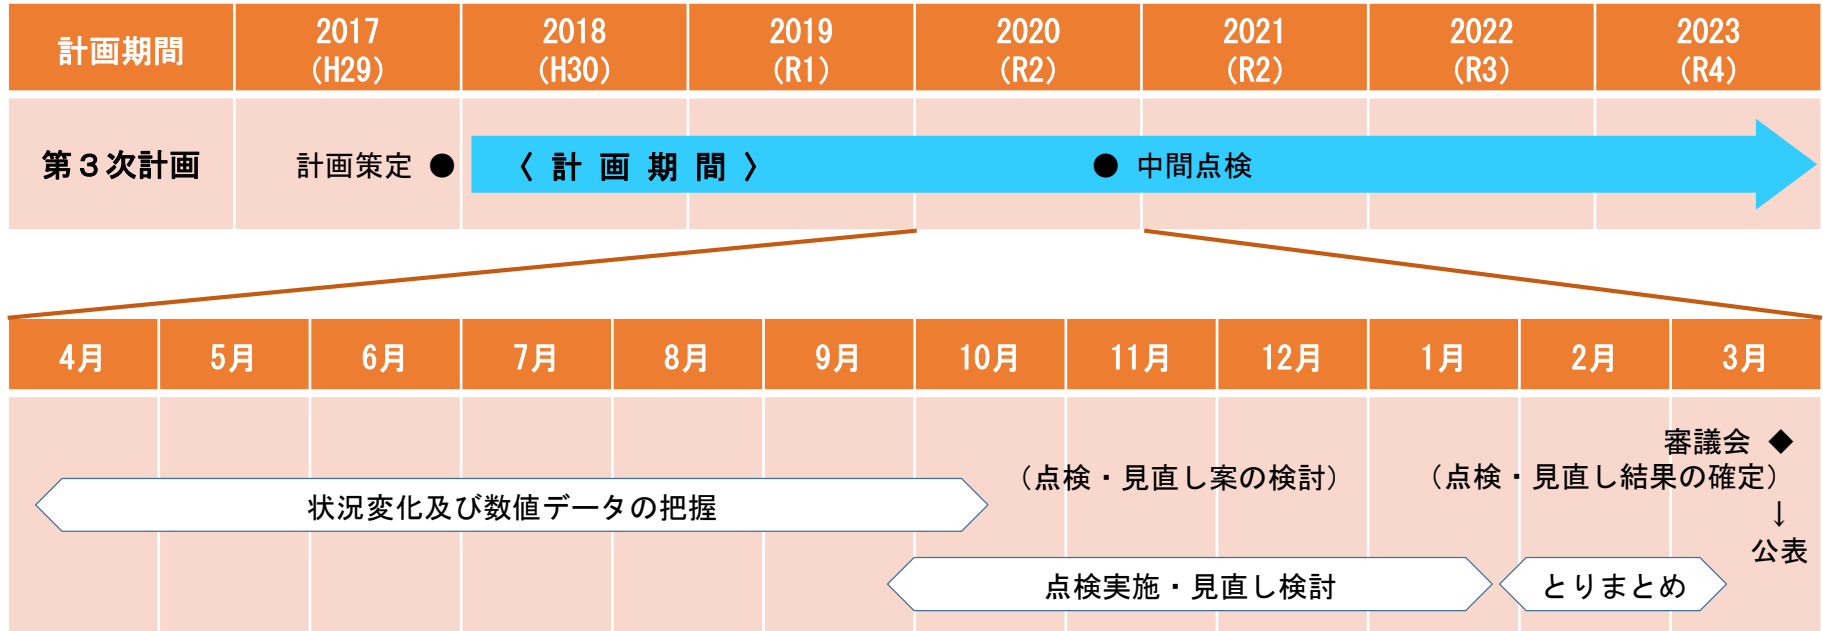 計画期間
2017
(H29)
2018
(H30)
2019
(R1)
2020
(R2)
2021
(R2)
2022
(R3)
2023
(R4)
第3次計画
計画策定 ●
〈計画期間〉
● 中間点検
4月
5月
6月
7月
8月
9月
10月
11月
12月
1月
2月
3月
審議会 ◆
(点検・見直し案の検討)
(点検・見直し結果の確定)
状況変化及び数値データの把握
↓
公表
点検実施・見直し検討
とりまとめ